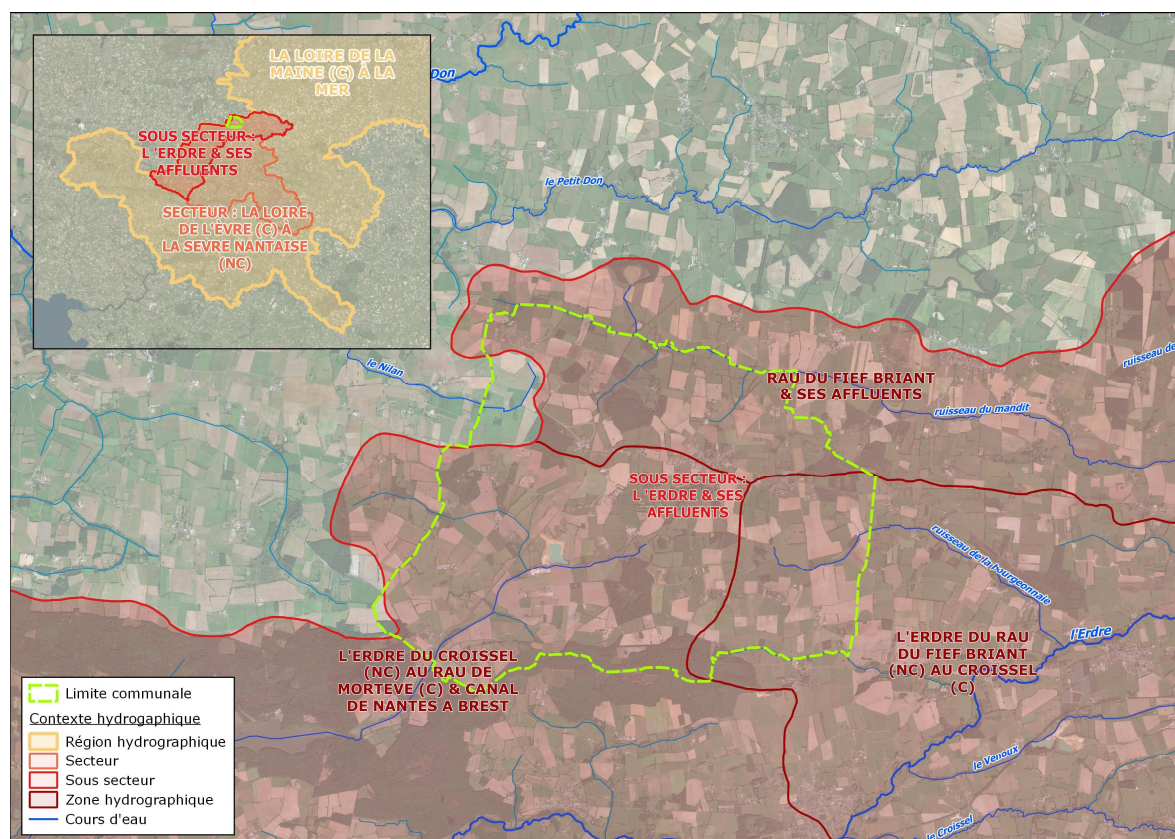 LA LOIRE DE LA
MAINE (C) À LA
MER
SOUS SECTEUR :
L 'ERDRE & SES
AFFLUENTS
SECTEUR : LA LOIRE
DE L'ÈVRE (C) À
LA SEVRE NANTAISE
(NC)
Don
le Petit-Don
le Nilan
RAU DU FIEF BRIANT
& SES AFFLUENTS
ruisseau de
ruisseau du mandit
SOUS SECTEUR :
L 'ERDRE & SES
AFFLUENTS
ruisseau de la bourgeonnaie
l'Erdre
L'ERDRE DU RAU
DU FIEF BRIANT
(NC) AU CROISSEL
(C)
L'ERDRE DU CROISSEL
(NC) AU RAU DE
MORTEVE (C) & CANAL
DE NANTES A BREST
le Venoux
le Croissel
Limite communale
Contexte hydrogaphique
Région hydrographique
Secteur
Sous secteur
Zone hydrographique
Cours d'eau